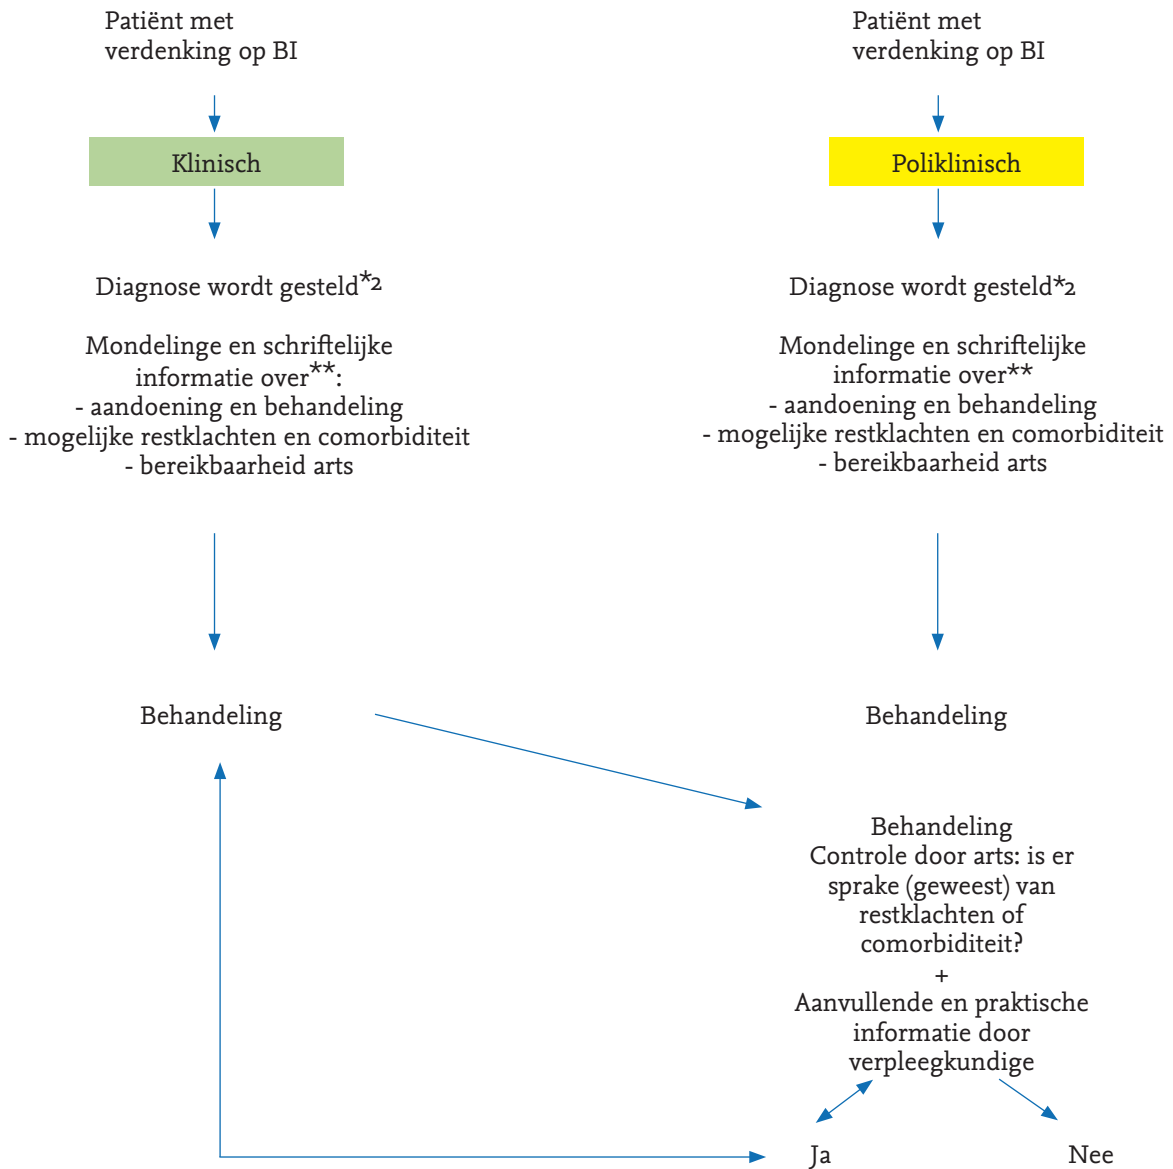 Patiënt met
verdenking op BI
Klinisch
Diagnose wordt gesteld*2
Mondelinge en schriftelijke
informatie over**:
- aandoening en behandeling
- mogelijke restklachten en comorbiditeit
- bereikbaarheid arts
Behandeling
Patiënt met
verdenking op BI
Poliklinisch
Diagnose wordt gesteld*2
Mondelinge en schriftelijke
informatie over**
- aandoening en behandeling
- mogelijke restklachten en comorbiditeit
- bereikbaarheid arts
Behandeling
Behandeling
Controle door arts: is er
sprake (geweest) van
restklachten of
comorbiditeit?
+
Aanvullende en praktische
informatie door
verpleegkundige
Ja
Nee